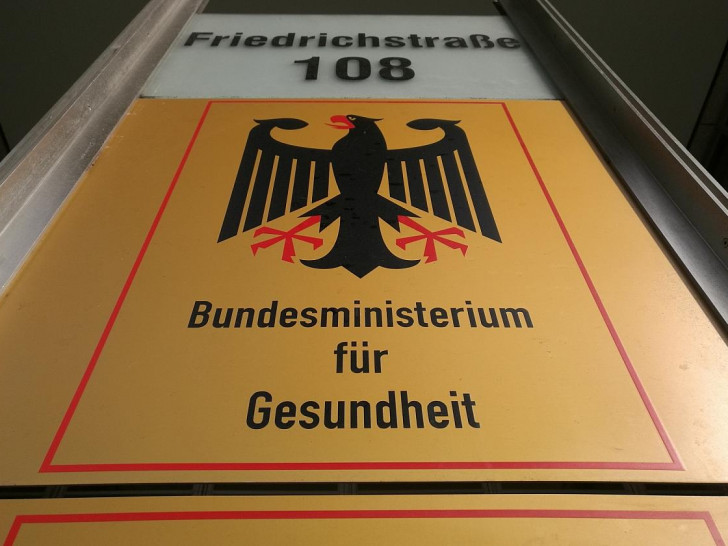 Friedrichstraße
108
Bundesministerium
für
Gesundheit